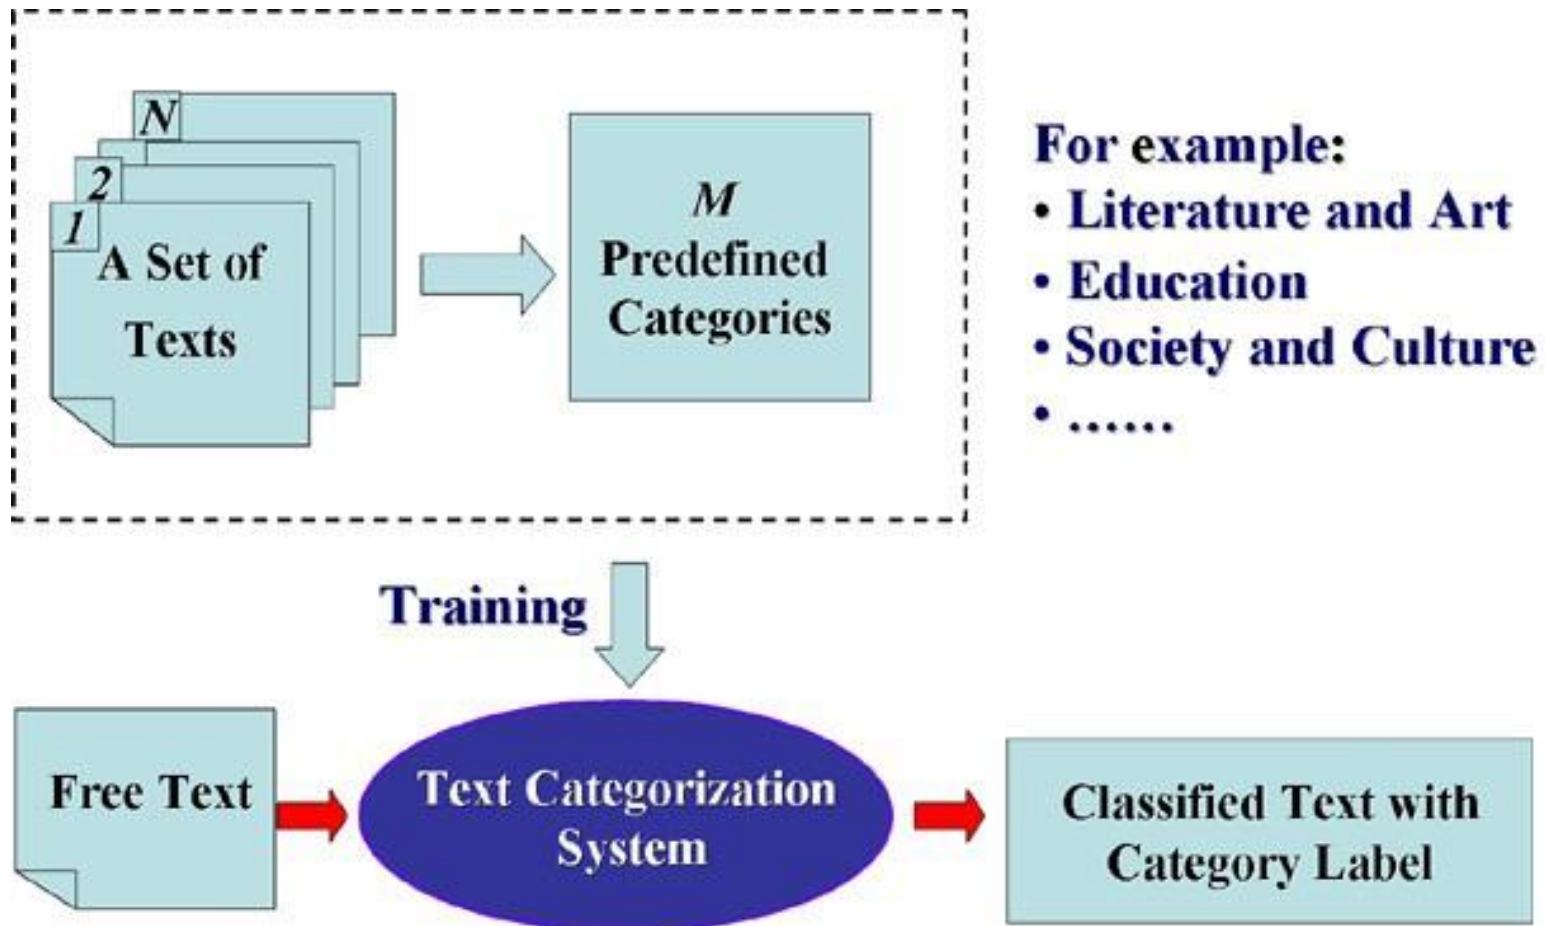 N
2
1
A Set of
Texts
M
Predefined
Categories
For example:
• Literature and Art
• Education
• Society and Culture
• ......
Training
Free Text
Text Categorization
System
Classified Text with
Category Label